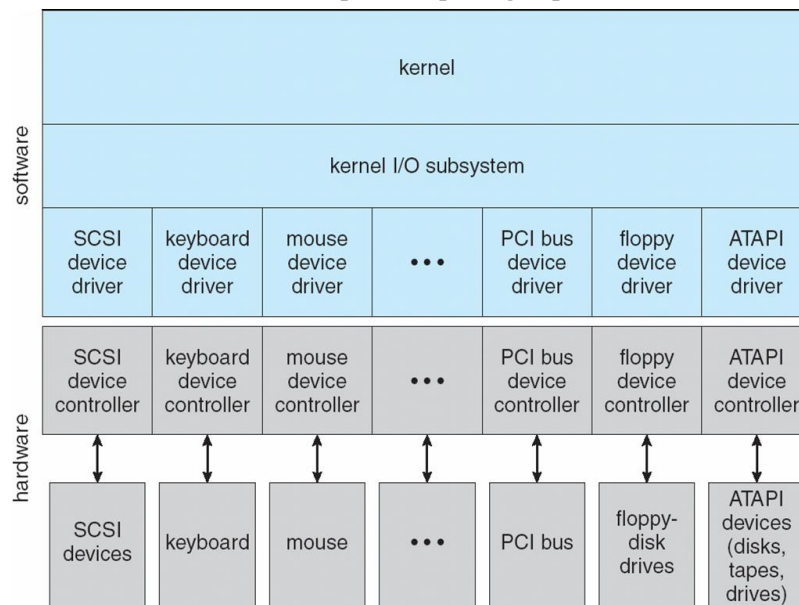 kernel
kernel I/O subsystem
software
SCSI
device
driver
keyboard
device
driver
mouse
device
driver
•••
PCI bus
device
driver
floppy
device
driver
ATAPI
device
driver
hardware
SCSI
device
controller
keyboard
device
controller
mouse
device
controller
•••
PCI bus
device
controller
floppy
device
controller
ATAPI
device
controller
SCSI
devices
keyboard
mouse
•••
PCI bus
floppy-
disk
drives
ATAPI
devices
(disks,
tapes,
drives)